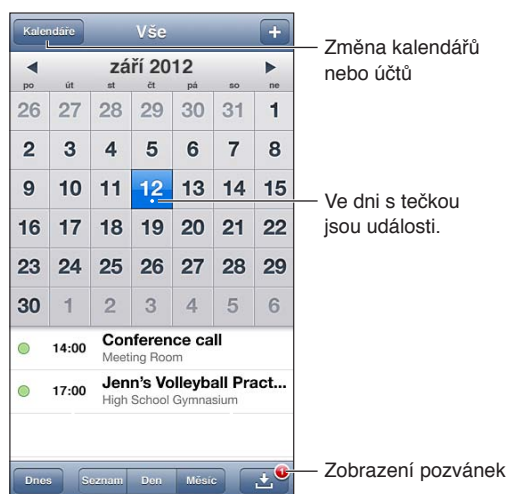 Kalendáře Vše +
září 2012
po út st čt pá so ne
26 27 28 29 30 31 1
2 3 4 5 6 7 8
9 10 11 12 13 14 15
16 17 18 19 20 21 22
23 24 25 26 27 28 29
30 1 2 3 4 5 6
14:00 Conference call
Meeting Room
17:00 Jenn's Volleyball Pract...
High School Gymnasium
Dnes Seznam Den Měsíc 1
Změna kalendářů
nebo účtů
Ve dni s tečkou
jsou události.
Zobrazení pozvánek